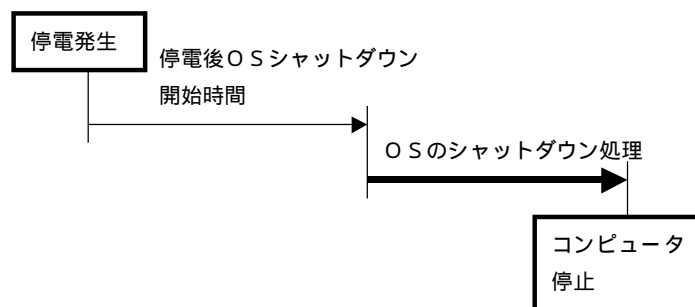 停電発生
停電後ＯＳシャットダウン
開始時間
ＯＳのシャットダウン処理
コンピュータ
停止